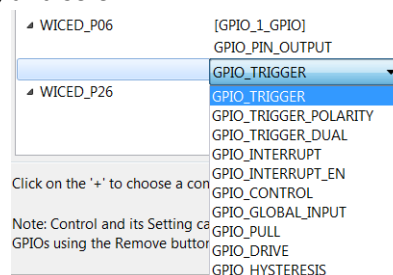 WICED_P06 [GPIO_1_GPIO]
GPIO_PIN_OUTPUT
GPIO_TRIGGER
WICED_P26
GPIO_TRIGGER
GPIO_TRIGGER_POLARITY
GPIO_TRIGGER_DUAL
GPIO_INTERRUPT
GPIO_INTERRUPT_EN
GPIO_CONTROL
GPIO_GLOBAL_INPUT
GPIO_PULL
GPIO_DRIVE
GPIO_HYSTERESIS
Click on the '+' to choose a con
Note: Control and its Setting ca
GPIOs using the Remove button